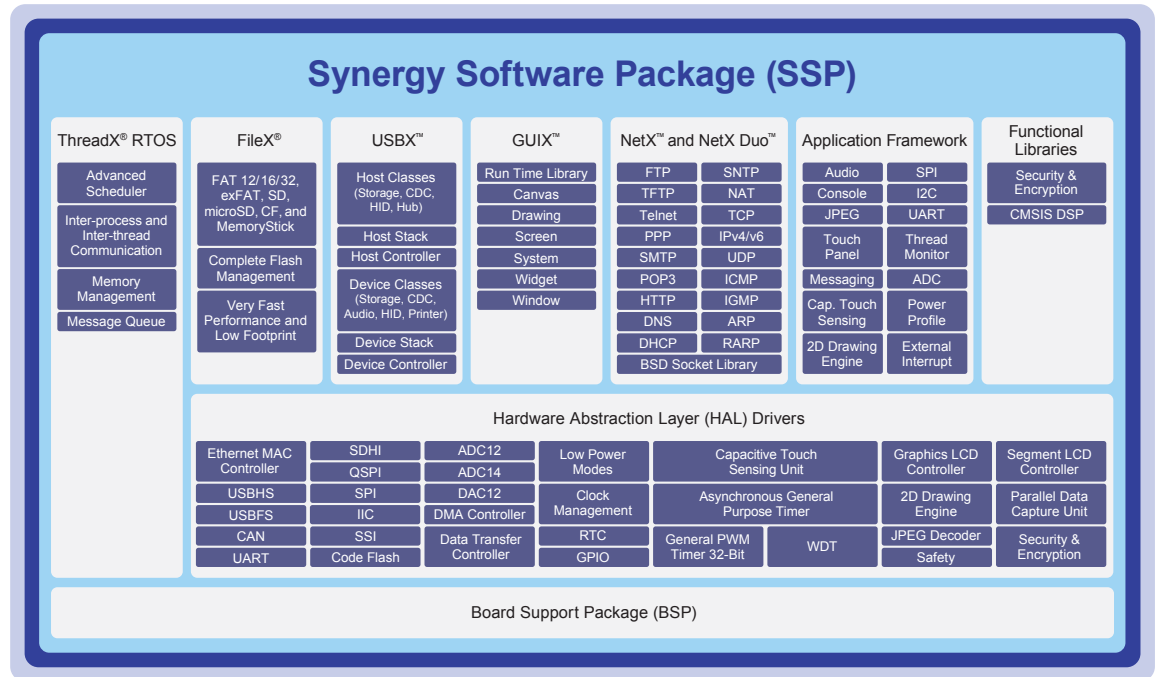 Synergy Software Package (SSP)
ThreadX® RTOS
Advanced
Scheduler
Inter-process and
Inter-thread
Communication
Memory
Management
Message Queue
FileX®
FAT 12/16/32,
exFAT, SD,
microSD, CF, and
MemoryStick
Complete Flash
Management
Very Fast
Performance and
Low Footprint
USBX™
Host Classes
(Storage, CDC,
HID, Hub)
Host Stack
Host Controller
Device Classes
(Storage, CDC,
Audio, HID, Printer)
Device Stack
Device Controller
GUIX™
Run Time Library
Canvas
Drawing
Screen
System
Widget
Window
NetX™ and NetX Duo™
FTP
TFTP
Telnet
PPP
SMTP
POP3
HTTP
DNS
DHCP
SNTP
NAT
TCP
IPv4/v6
UDP
ICMP
IGMP
ARP
RARP
BSD Socket Library
Application Framework
Audio
Console
JPEG
Touch
Panel
Messaging
Cap. Touch
Sensing
2D Drawing
Engine
SPI
I2C
UART
Thread
Monitor
ADC
Power
Profile
External
Interrupt
Functional
Libraries
Security &
Encryption
CMSIS DSP
Hardware Abstraction Layer (HAL) Drivers
Ethernet MAC
Controller
USBHS
USBFS
CAN
UART
SDHI
QSPI
SPI
IIC
SSI
Code Flash
ADC12
ADC14
DAC12
DMA Controller
Data Transfer
Controller
Low Power
Modes
Clock
Management
RTC
GPIO
Capacitive Touch
Sensing Unit
Asynchronous General
Purpose Timer
General PWM
Timer 32-Bit
WDT
Graphics LCD
Controller
2D Drawing
Engine
JPEG Decoder
Safety
Segment LCD
Controller
Parallel Data
Capture Unit
Security &
Encryption
Board Support Package (BSP)